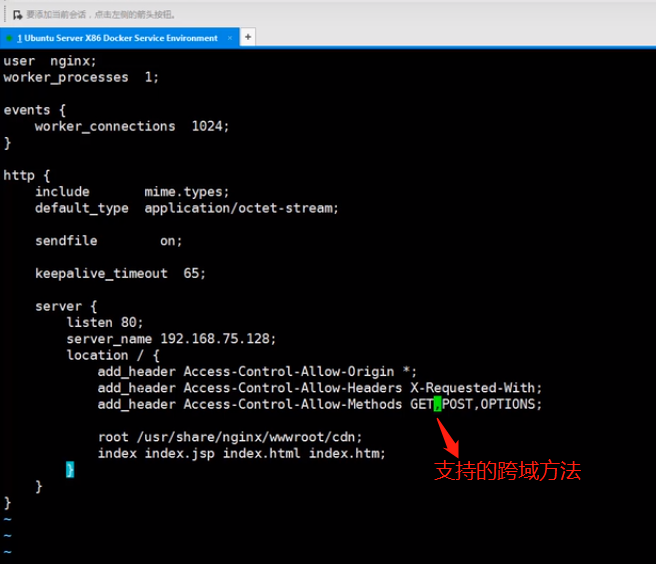 要添加当前会话，点击左侧的箭头按钮。
1 Ubuntu Server X86 Docker Service Environment × +
user  nginx;
worker_processes  1;
events {
    worker_connections  1024;
}
http {
    include       mime.types;
    default_type  application/octet-stream;
    sendfile        on;
    keepalive_timeout  65;
    server {
        listen 80;
        server_name 192.168.75.128;
        location / {
            add_header Access-Control-Allow-Origin *;
            add_header Access-Control-Allow-Headers X-Requested-With;
            add_header Access-Control-Allow-Methods GET,POST,OPTIONS;
            root /usr/share/nginx/wwwroot/cdn;
            index index.jsp index.html index.htm;
        }
支持的跨域方法
    }
}
~
~
~